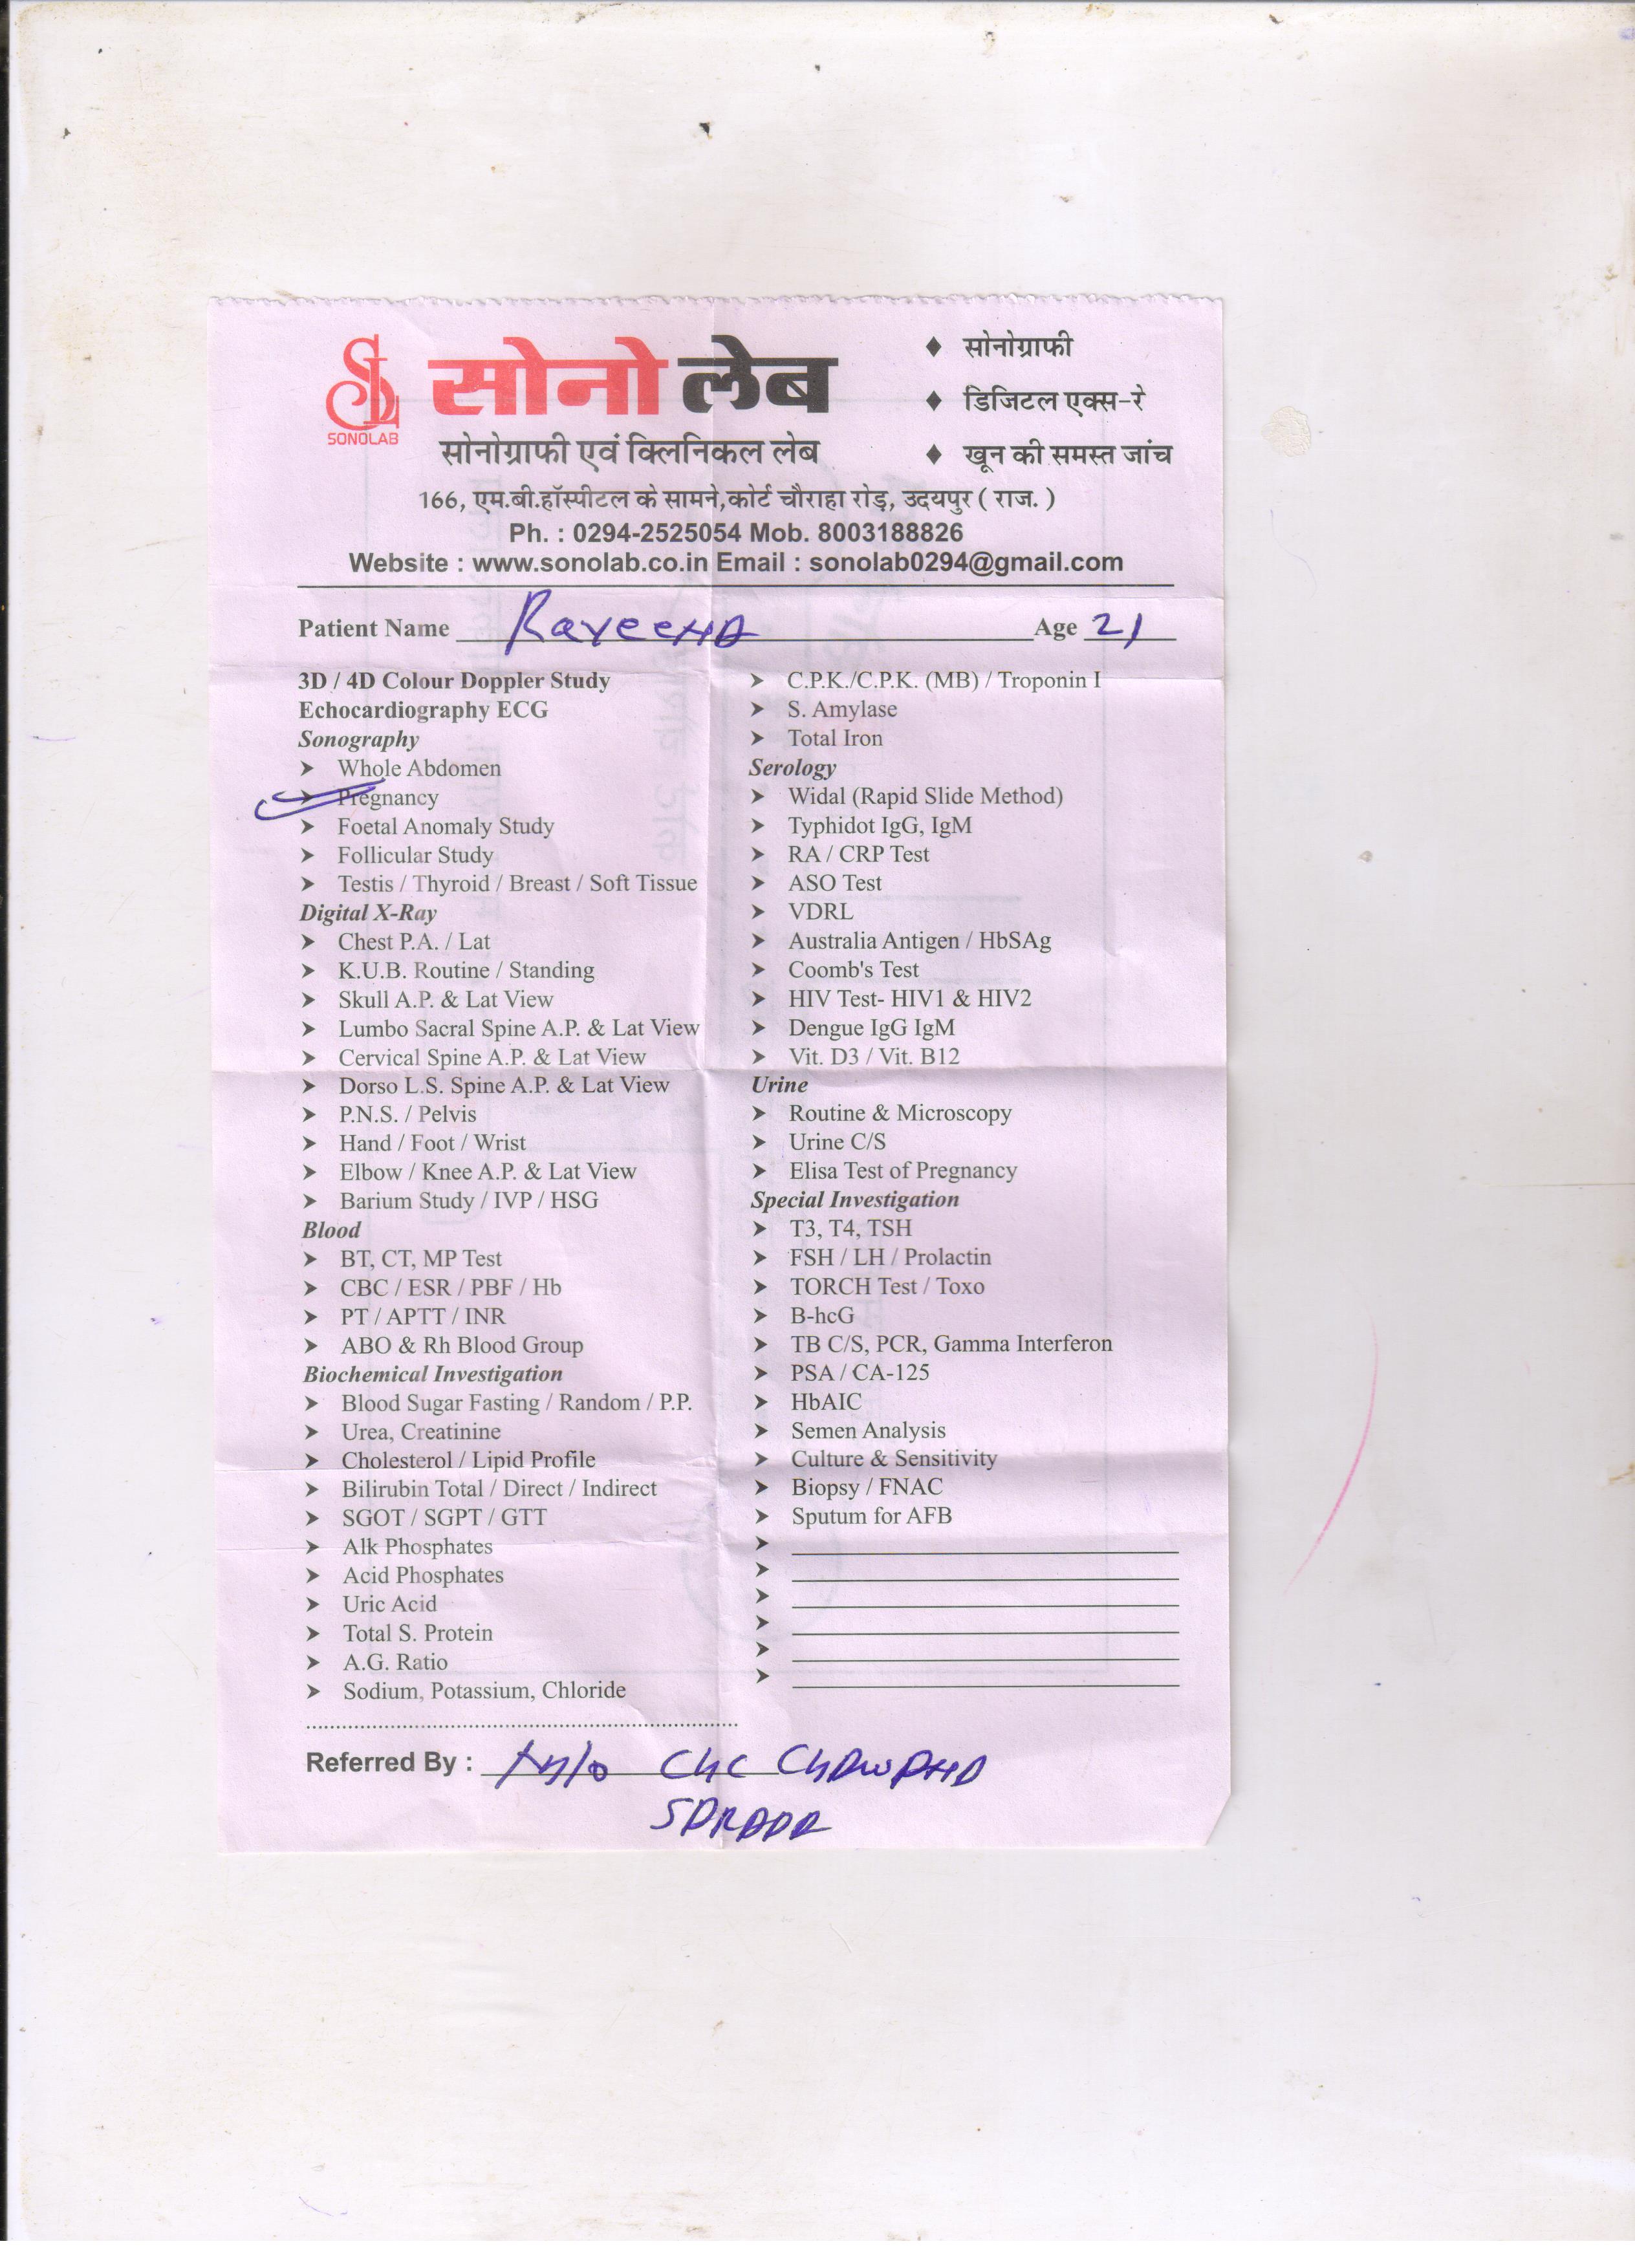 सोनो लेब
SONOLAB
सोनोग्राफी एवं क्लिनिकल लेब
♦ सोनोग्राफी
♦ डिजिटल एक्स-रे
♦ खून की समस्त जांच
166, एम.बी.हॉस्पीटल के सामने,कोर्ट चौराहा रोड़, उदयपुर ( राज. )
Ph. : 0294-2525054 Mob. 8003188826
Website : www.sonolab.co.in Email : sonolab0294@gmail.com
Patient Name Raveena Age 21
3D / 4D Colour Doppler Study
Echocardiography ECG
Sonography
➤ Whole Abdomen
➤ Pregnancy
➤ Foetal Anomaly Study
➤ Follicular Study
➤ Testis / Thyroid / Breast / Soft Tissue
Digital X-Ray
➤ Chest P.A. / Lat
➤ K.U.B. Routine / Standing
➤ Skull A.P. & Lat View
➤ Lumbo Sacral Spine A.P. & Lat View
➤ Cervical Spine A.P. & Lat View
➤ Dorso L.S. Spine A.P. & Lat View
➤ P.N.S. / Pelvis
➤ Hand / Foot / Wrist
➤ Elbow / Knee A.P. & Lat View
➤ Barium Study / IVP / HSG
Blood
➤ BT, CT, MP Test
➤ CBC / ESR / PBF / Hb
➤ PT / APTT / INR
➤ ABO & Rh Blood Group
Biochemical Investigation
➤ Blood Sugar Fasting / Random / P.P.
➤ Urea, Creatinine
➤ Cholesterol / Lipid Profile
➤ Bilirubin Total / Direct / Indirect
➤ SGOT / SGPT / GTT
➤ Alk Phosphates
➤ Acid Phosphates
➤ Uric Acid
➤ Total S. Protein
➤ A.G. Ratio
➤ Sodium, Potassium, Chloride
➤ C.P.K./C.P.K. (MB) / Troponin I
➤ S. Amylase
➤ Total Iron
Serology
➤ Widal (Rapid Slide Method)
➤ Typhidot IgG, IgM
➤ RA / CRP Test
➤ ASO Test
➤ VDRL
➤ Australia Antigen / HbSAg
➤ Coomb's Test
➤ HIV Test- HIV1 & HIV2
➤ Dengue IgG IgM
➤ Vit. D3 / Vit. B12
Urine
➤ Routine & Microscopy
➤ Urine C/S
➤ Elisa Test of Pregnancy
Special Investigation
➤ T3, T4, TSH
➤ FSH / LH / Prolactin
➤ TORCH Test / Toxo
➤ B-hcG
➤ TB C/S, PCR, Gamma Interferon
➤ PSA / CA-125
➤ HbAIC
➤ Semen Analysis
➤ Culture & Sensitivity
➤ Biopsy / FNAC
➤ Sputum for AFB
Referred By : CHC